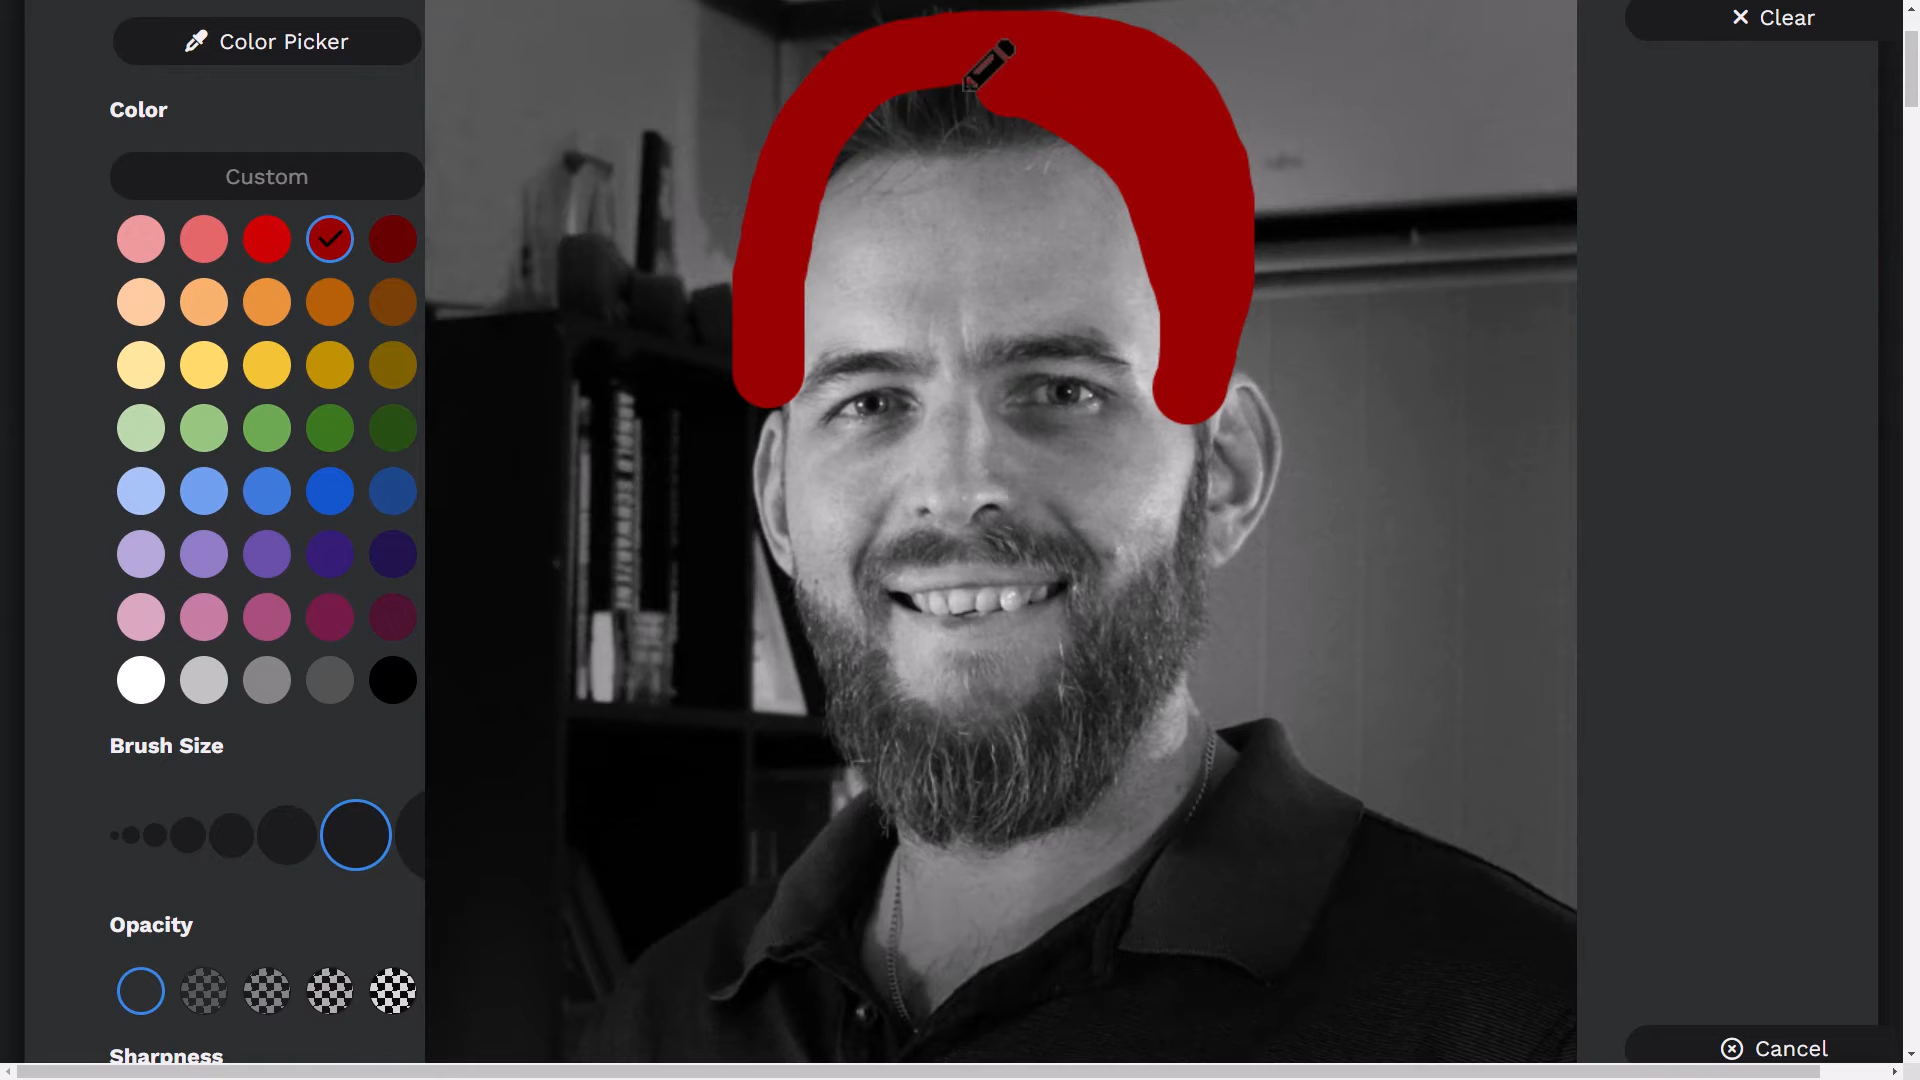 Color Picker
Clear
Color
Custom
Brush Size
Opacity
Sharpness
Cancel